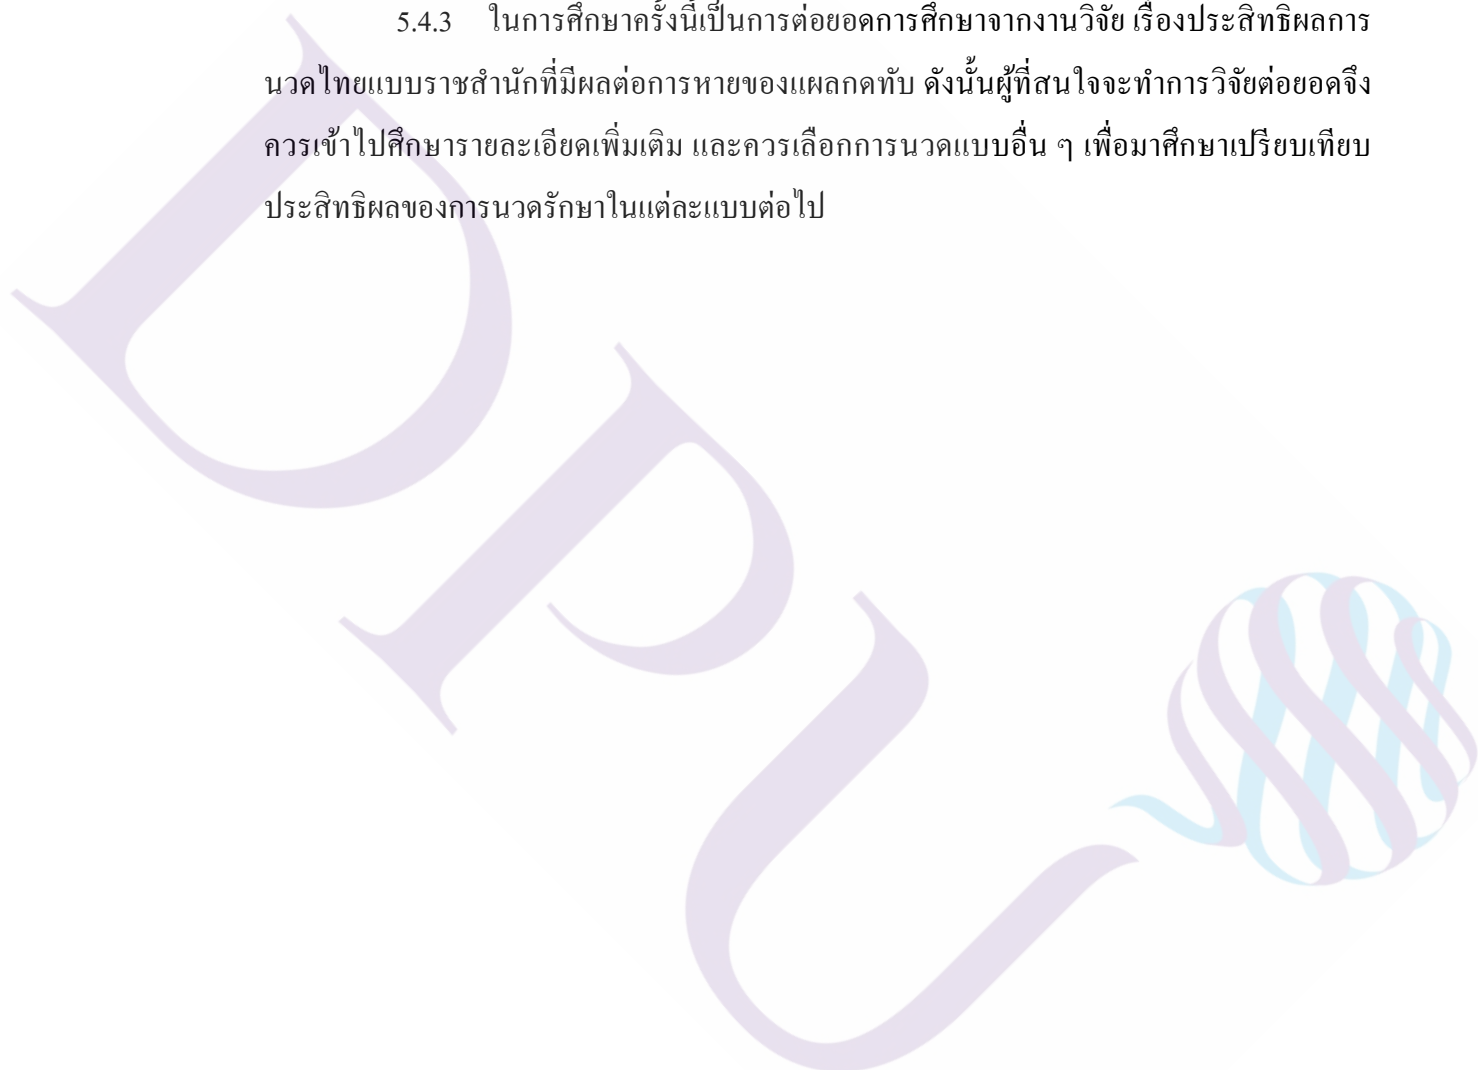 5.4.3 ในการศึกษาครั้งนี้เป็นการต่อยอดการศึกษาจากงานวิจัย เรื่องประสิทธิผลการ
นวดไทยแบบราชสำนักที่มีผลต่อการหายของแผลกดทับ ดังนั้นผู้ที่สนใจจะทำการวิจัยต่อยอดจึง
ควรเข้าไปศึกษารายละเอียดเพิ่มเติม และควรเลือกการนวดแบบอื่น ๆ เพื่อมาศึกษาเปรียบเทียบ
ประสิทธิผลของการนวดรักษาในแต่ละแบบต่อไป
DPU